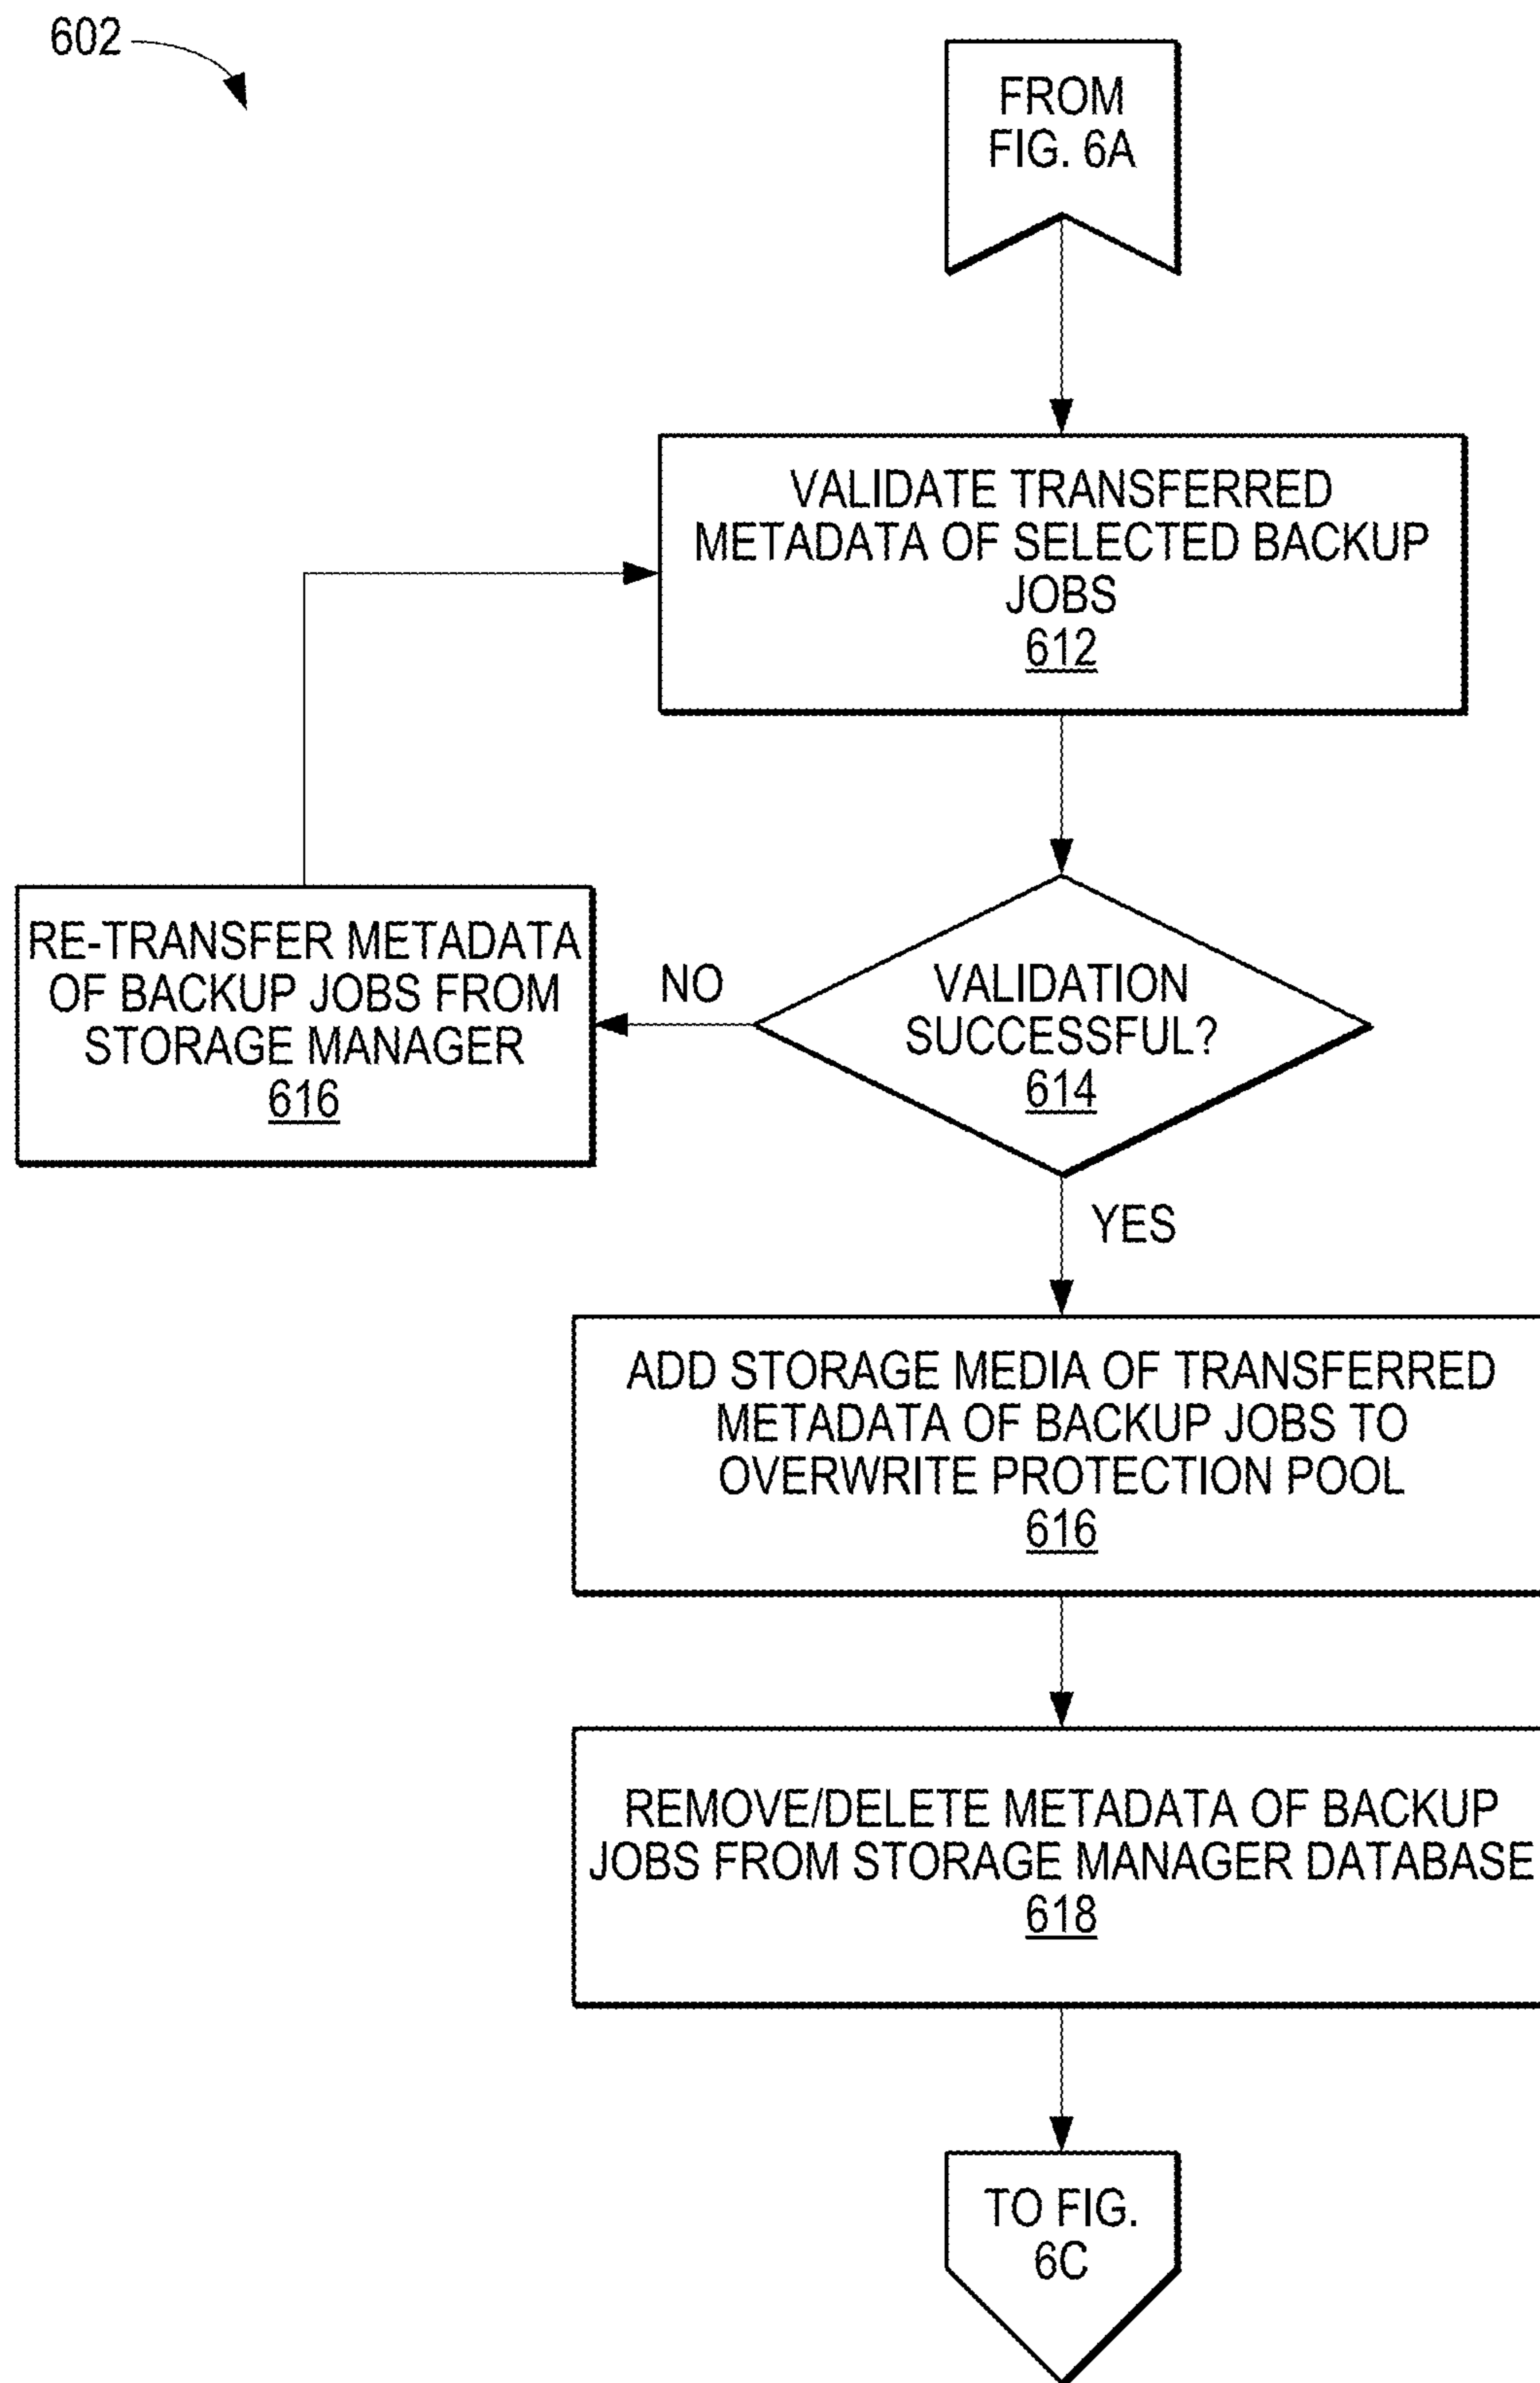 602
FROM
FIG. 6A
VALIDATE TRANSFERRED
METADATA OF SELECTED BACKUP
JOBS
612
RE-TRANSFER METADATA
OF BACKUP JOBS FROM
STORAGE MANAGER
616
NO
VALIDATION
SUCCESSFUL?
614
YES
ADD STORAGE MEDIA OF TRANSFERRED
METADATA OF BACKUP JOBS TO
OVERWRITE PROTECTION POOL
616
REMOVE/DELETE METADATA OF BACKUP
JOBS FROM STORAGE MANAGER DATABASE
618
TO FIG.
6C